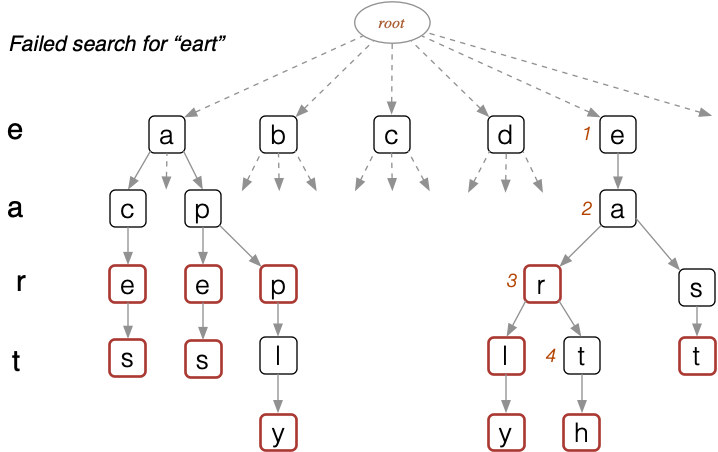 root
Failed search for “eart”
e a b c d 1 e
a c p 2 a
r e e p 3 r s
t s s l l 4 t t
y y h